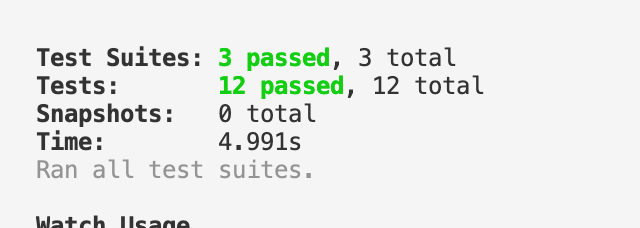 Test Suites: 3 passed, 3 total
Tests: 12 passed, 12 total
Snapshots: 0 total
Time: 4.991s
Ran all test suites.
Watch Usage